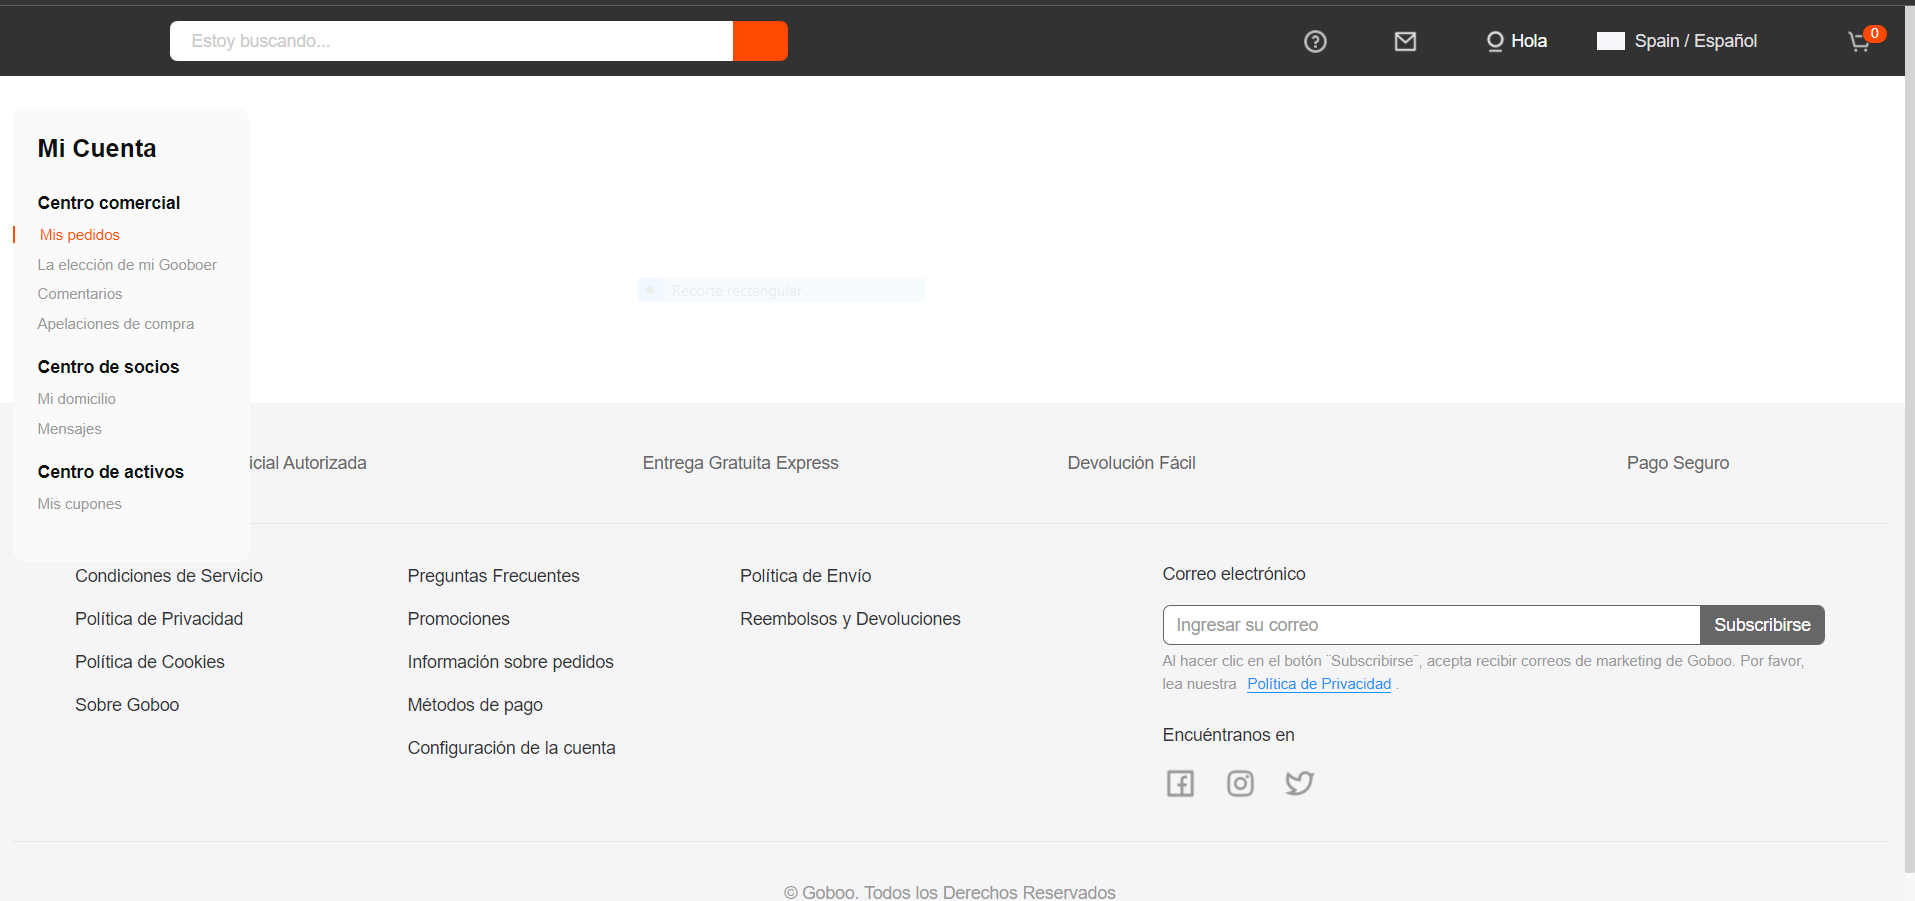 Estoy buscando...
Hola
Spain / Español
0
Mi Cuenta
Centro comercial
Mis pedidos
La elección de mi Gooboer
Comentarios
Apelaciones de compra
Centro de socios
Mi domicilio
Mensajes
Centro de activos
Mis cupones
Recorte rectangular
icial Autorizada
Entrega Gratuita Express
Devolución Fácil
Pago Seguro
Condiciones de Servicio
Política de Privacidad
Política de Cookies
Sobre Goboo
Preguntas Frecuentes
Promociones
Información sobre pedidos
Métodos de pago
Configuración de la cuenta
Política de Envío
Reembolsos y Devoluciones
Correo electrónico
Ingresar su correo
Subscribirse
Al hacer clic en el botón ¨Subscribirse¨, acepta recibir correos de marketing de Goboo. Por favor,
lea nuestra Política de Privacidad .
Encuéntranos en
© Goboo. Todos los Derechos Reservados